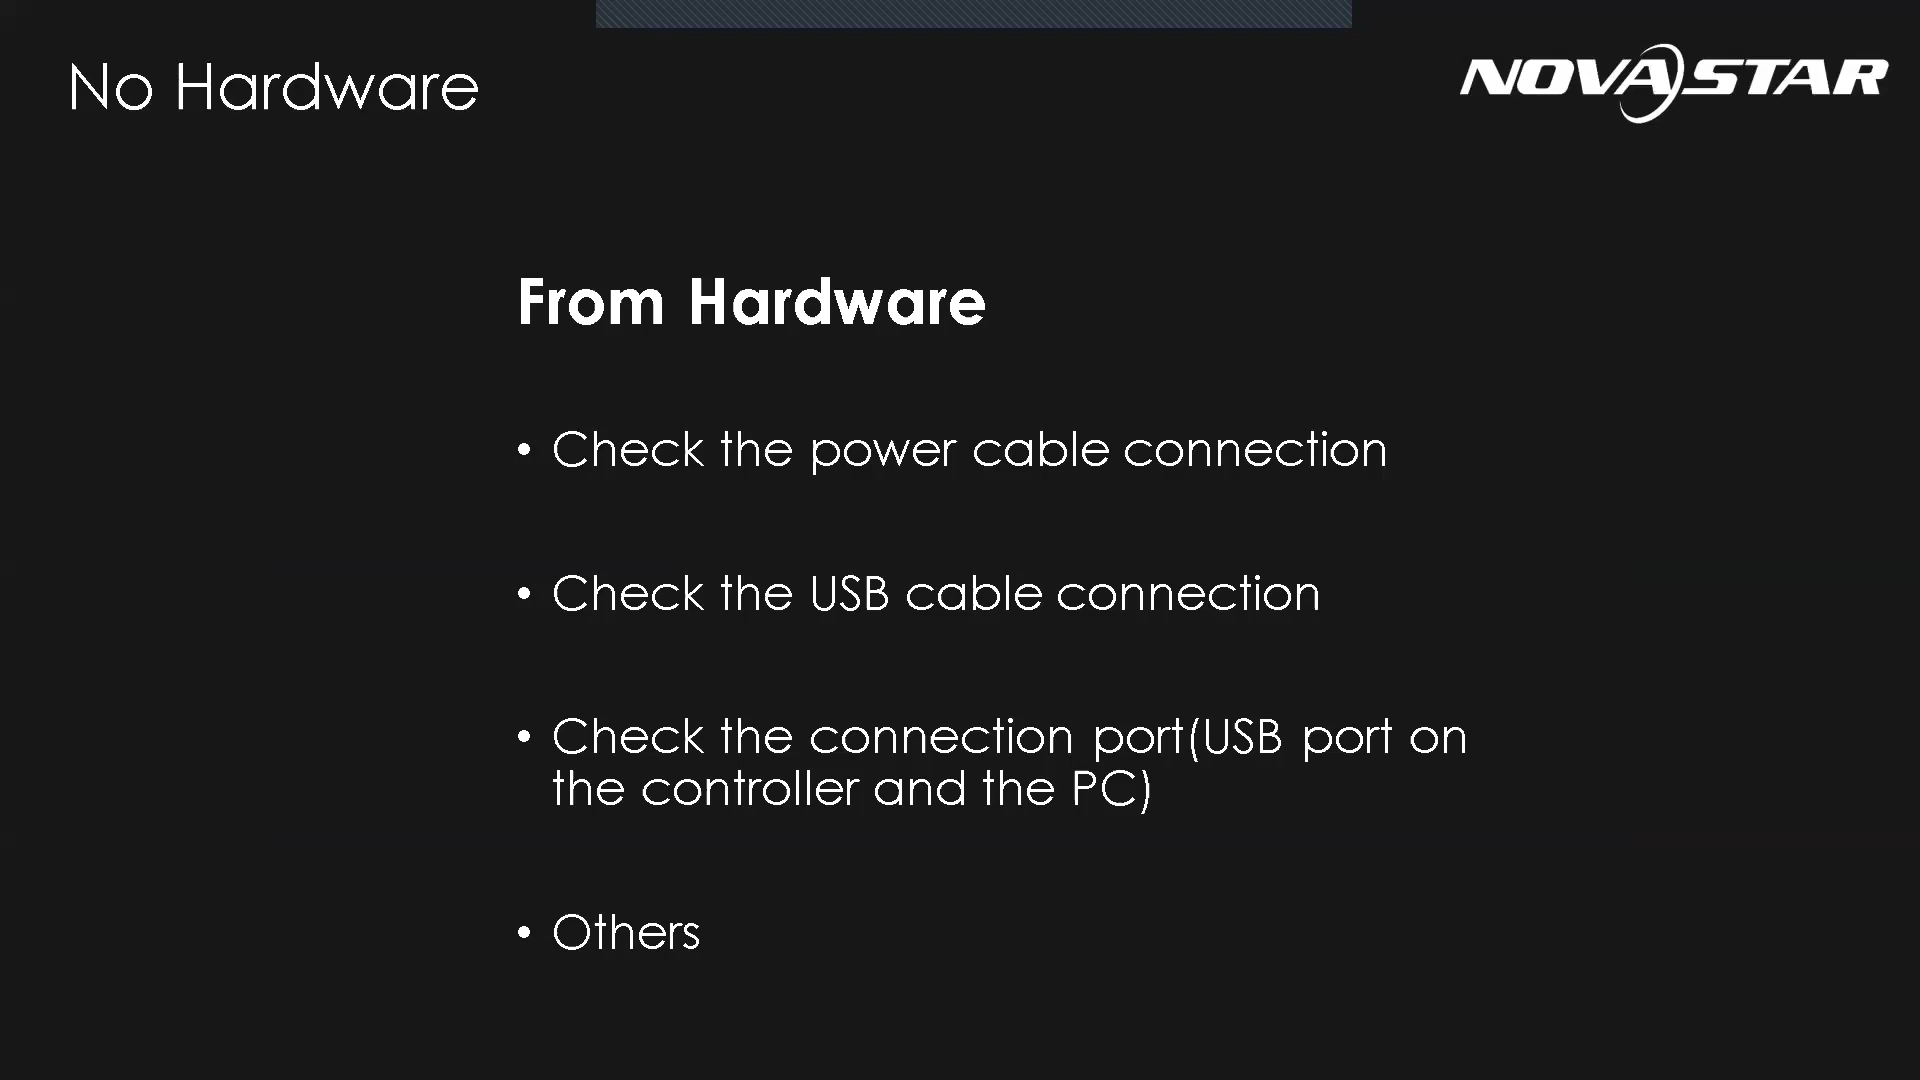 No Hardware
NOVASTAR
From Hardware
• Check the power cable connection
• Check the USB cable connection
• Check the connection port(USB port on
the controller and the PC)
• Others